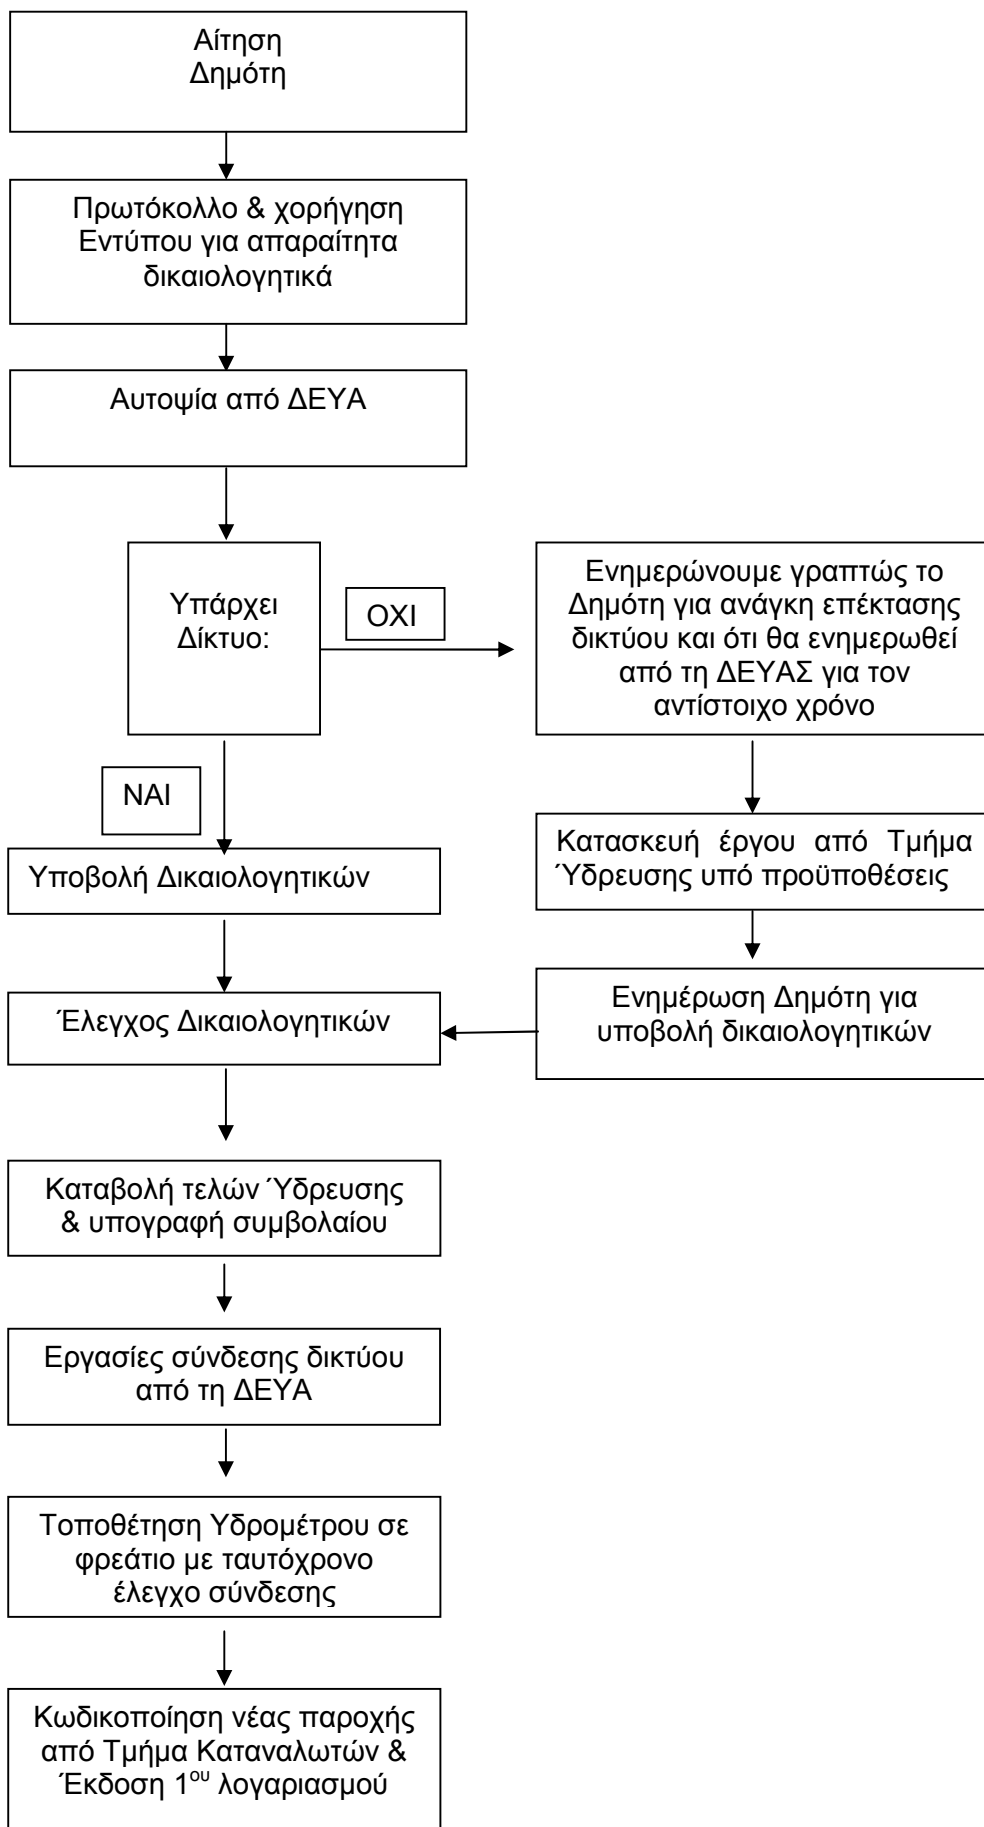 Αίτηση
Δημότη
Πρωτόκολλο & χορήγηση
Εντύπου για απαραίτητα
δικαιολογητικά
Αυτοψία από ΔΕΥΑ
Υπάρχει
Δίκτυο:
ΟΧΙ
Ενημερώνουμε γραπτώς το
Δημότη για ανάγκη επέκτασης
δικτύου και ότι θα ενημερωθεί
από τη ΔΕΥΑΣ για τον
αντίστοιχο χρόνο
ΝΑΙ
Κατασκευή έργου από Τμήμα
Ύδρευσης υπό προϋποθέσεις
Υποβολή Δικαιολογητικών
Ενημέρωση Δημότη για
υποβολή δικαιολογητικών
Έλεγχος Δικαιολογητικών
Καταβολή τελών Ύδρευσης
& υπογραφή συμβολαίου
Εργασίες σύνδεσης δικτύου
από τη ΔΕΥΑ
Τοποθέτηση Υδρομέτρου σε
φρεάτιο με ταυτόχρονο
έλεγχο σύνδεσης
Κωδικοποίηση νέας παροχής
από Τμήμα Καταναλωτών &
Έκδοση 1ου λογαριασμού